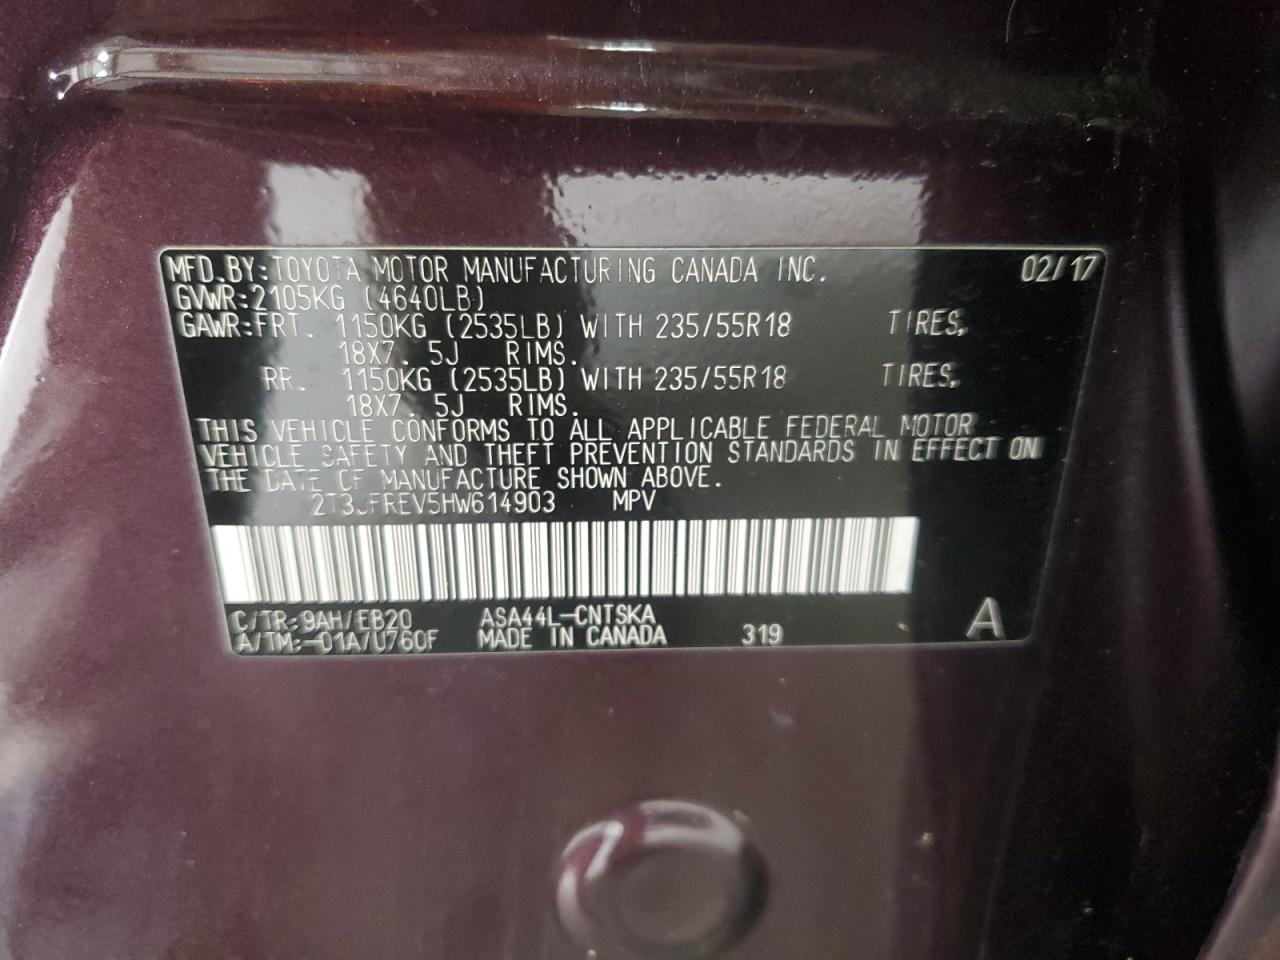 MFD.BY:TOYOTA MOTOR MANUFACTURING CANADA INC. 02/17
GVWR:2105KG (4640LB)
GAWR:FRT. 1150KG (2535LB) WITH 235/55R18 TIRES,
18X7.5J RIMS.
RR. 1150KG (2535LB) WITH 235/55R18 TIRES,
18X7.5J RIMS.
THIS VEHICLE CONFORMS TO ALL APPLICABLE FEDERAL MOTOR
VEHICLE SAFETY AND THEFT PREVENTION STANDARDS IN EFFECT ON
THE DATE OF MANUFACTURE SHOWN ABOVE.
2T3JFREV5HW614903 MPV
C/TR:9AH/EB20 ASA44L-CNTSKA
A/TM:-01A/U760F MADE IN CANADA 319 A